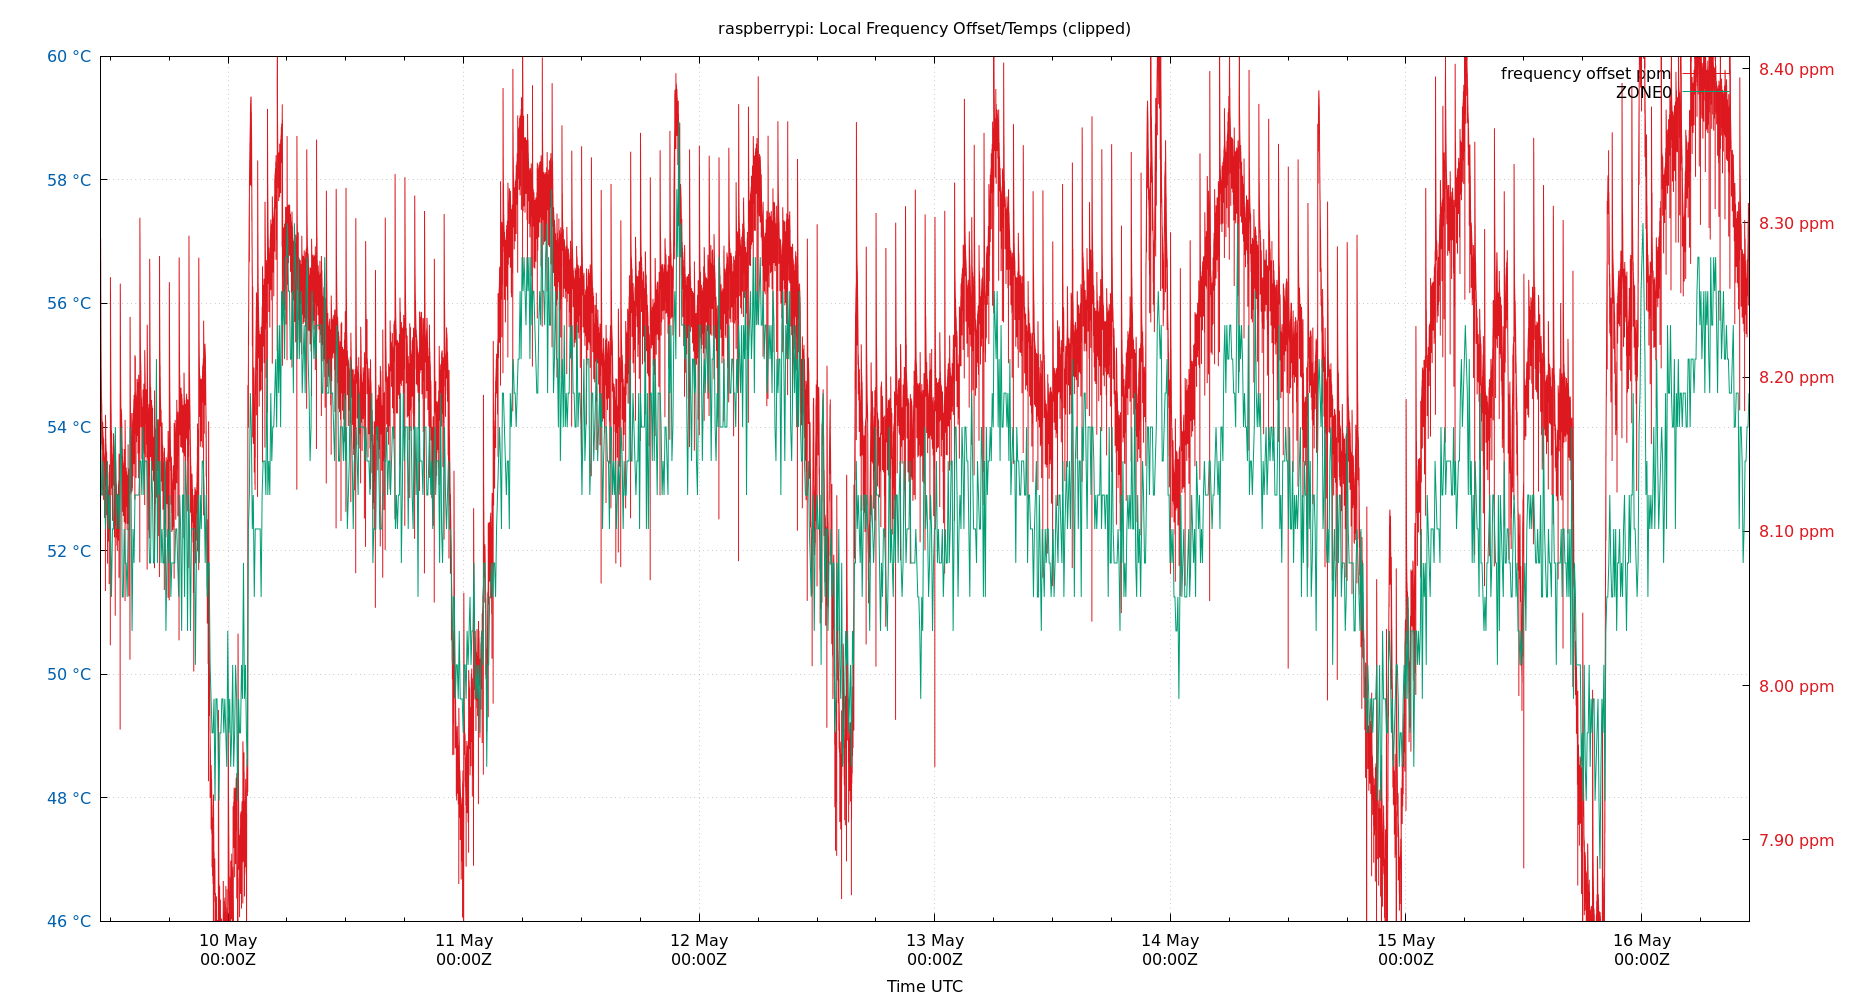 raspberrypi: Local Frequency Offset/Temps (clipped)
60 °C
58 °C
56 °C
54 °C
52 °C
50 °C
48 °C
46 °C
8.40 ppm
8.30 ppm
8.20 ppm
8.10 ppm
8.00 ppm
7.90 ppm
frequency offset ppm
ZONE0
10 May
00:00Z
11 May
00:00Z
12 May
00:00Z
13 May
00:00Z
14 May
00:00Z
15 May
00:00Z
16 May
00:00Z
Time UTC